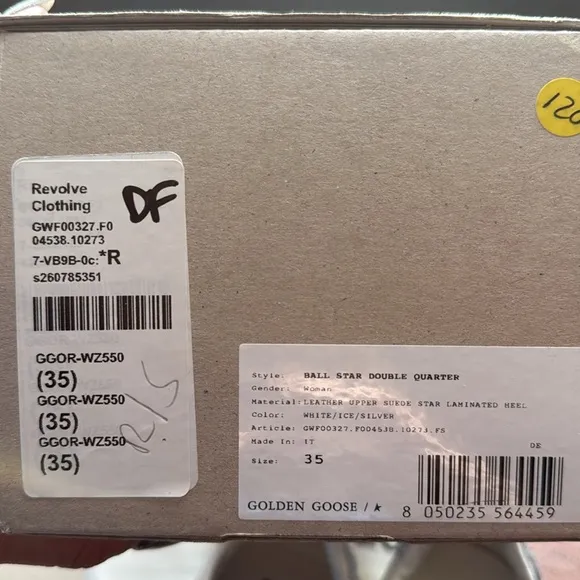 120
Revolve
Clothing
DF
GWF00327.F0
04538.10273
7-VB9B-0c:*R
s260785351
GGOR-WZ550
(35)
GGOR-WZ550
(35)
GGOR-WZ550
(35)
R/S
Style: BALL STAR DOUBLE QUARTER
Gender: Woman
Material: LEATHER UPPER SUEDE STAR LAMINATED HEEL
Color: WHITE/ICE/SILVER
Article: GWF00327.F004538.10273.F5
Made In: IT
DE
Size: 35
GOLDEN GOOSE /
8 050235 564459